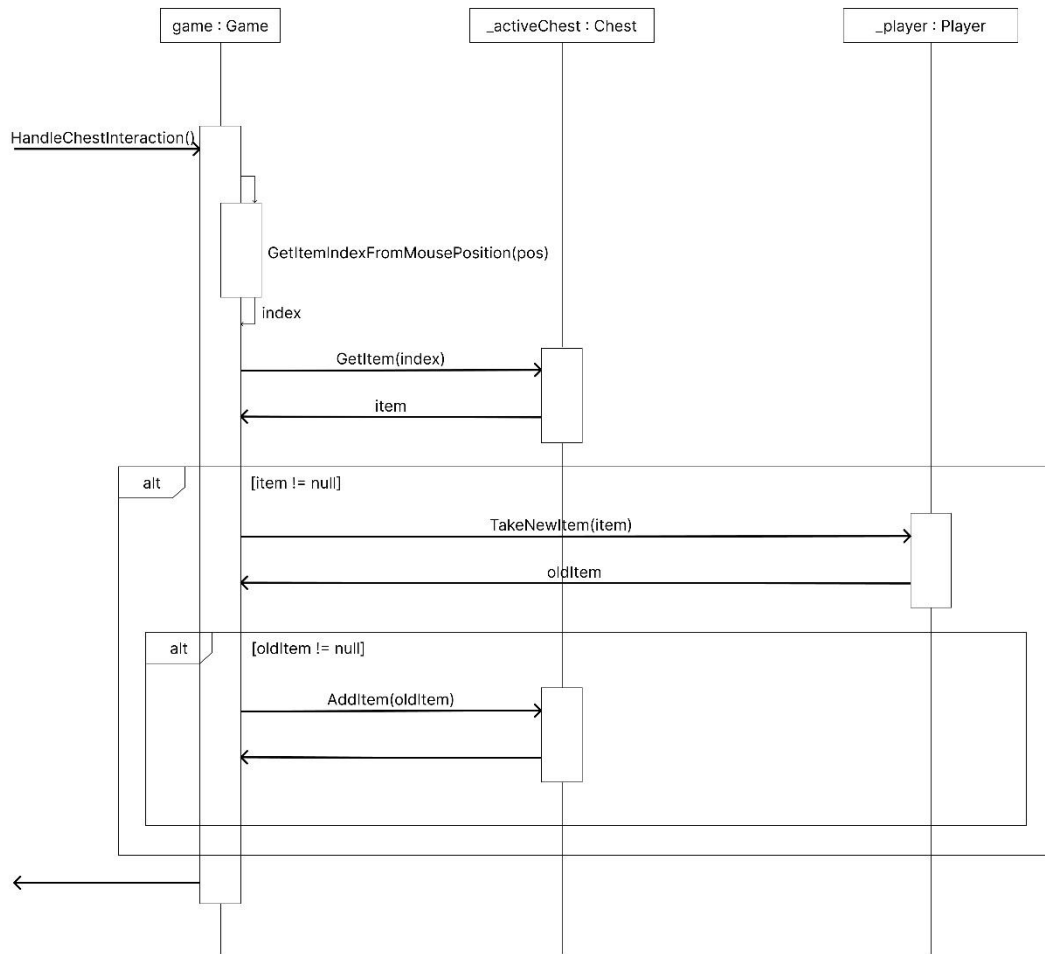 game : Game
_activeChest : Chest
_player : Player
HandleChestInteraction()
GetItemIndexFromMousePosition(pos)
index
GetItem(index)
item
alt
[item != null]
TakeNewItem(item)
oldItem
alt
[oldItem != null]
AddItem(oldItem)